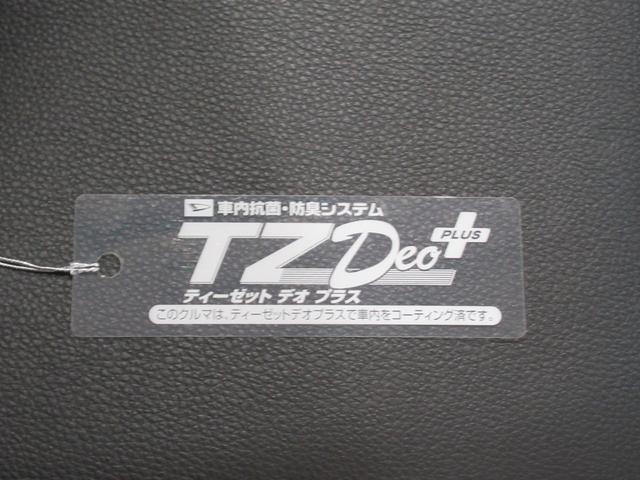 車内抗菌・防臭システム
TZ Deo PLUS
ティーゼット デオ プラス
このクルマは、ティーゼットデオプラスで車内をコーティング済です。